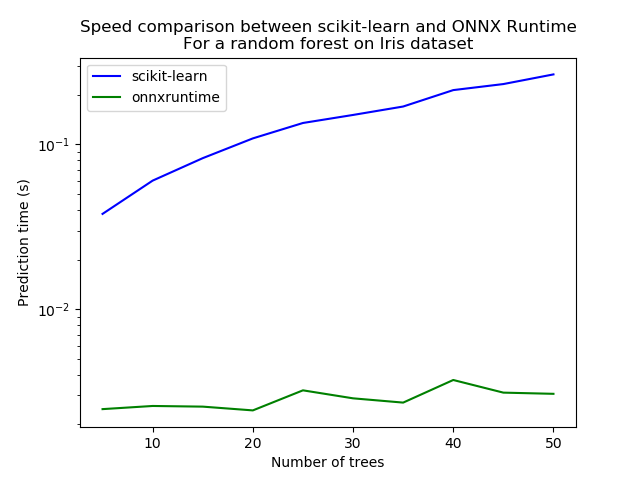 Speed comparison between scikit-learn and ONNX Runtime
For a random forest on Iris dataset
scikit-learn
onnxruntime
10⁻¹
10⁻²
Prediction time (s)
10 20 30 40 50
Number of trees